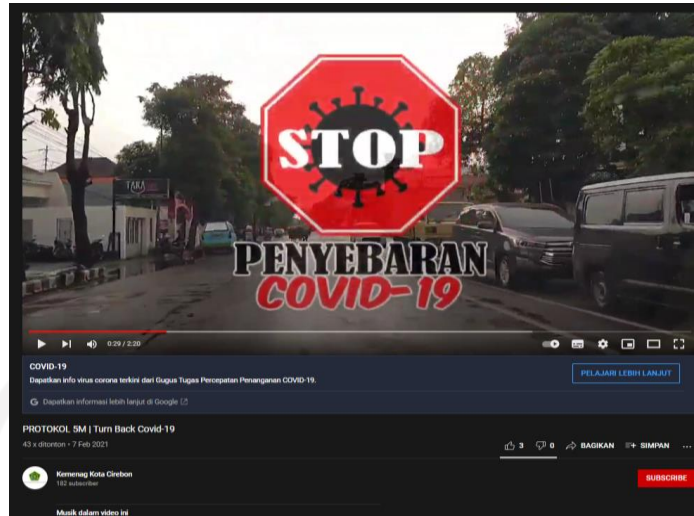 TARA
STOP
PENYEBARAN
COVID-19
0:29 / 2:20
COVID-19
Dapatkan info virus corona terkini dari Gugus Tugas Percepatan Penanganan COVID-19.
PELAJARI LEBIH LANJUT
G Dapatkan informasi lebih lanjut di Google
PROTOKOL 5M | Turn Back Covid-19
43 x ditonton • 7 Feb 2021
3 0 BAGIKAN SIMPAN ...
Kemenag Kota Cirebon
182 subscriber
SUBSCRIBE
Musik dalam video ini